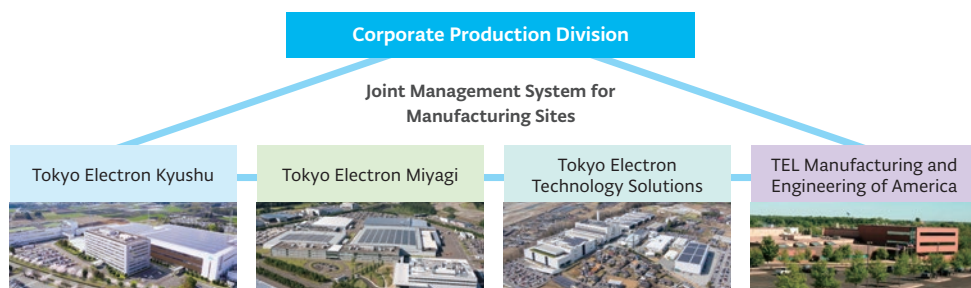 Corporate Production Division
Joint Management System for
Manufacturing Sites
Tokyo Electron Kyushu
Tokyo Electron Miyagi
Tokyo Electron
Technology Solutions
TEL Manufacturing and
Engineering of America